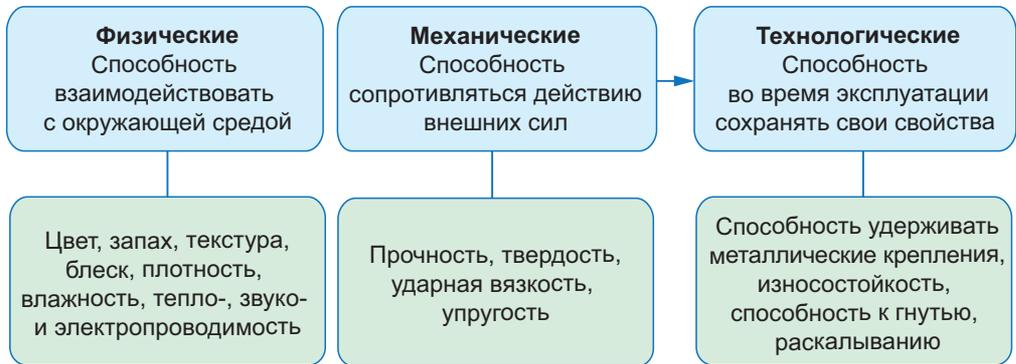 Физические
Способность
взаимодействовать
с окружающей средой
Механические
Способность
сопротивляться действию
внешних сил
Технологические
Способность
во время эксплуатации
сохранять свои свойства
Цвет, запах, текстура,
блеск, плотность,
влажность, тепло-, звуко-
и электропроводимость
Прочность, твердость,
ударная вязкость,
упругость
Способность удерживать
металлические крепления,
износостойкость,
способность к гнутью,
раскалыванию